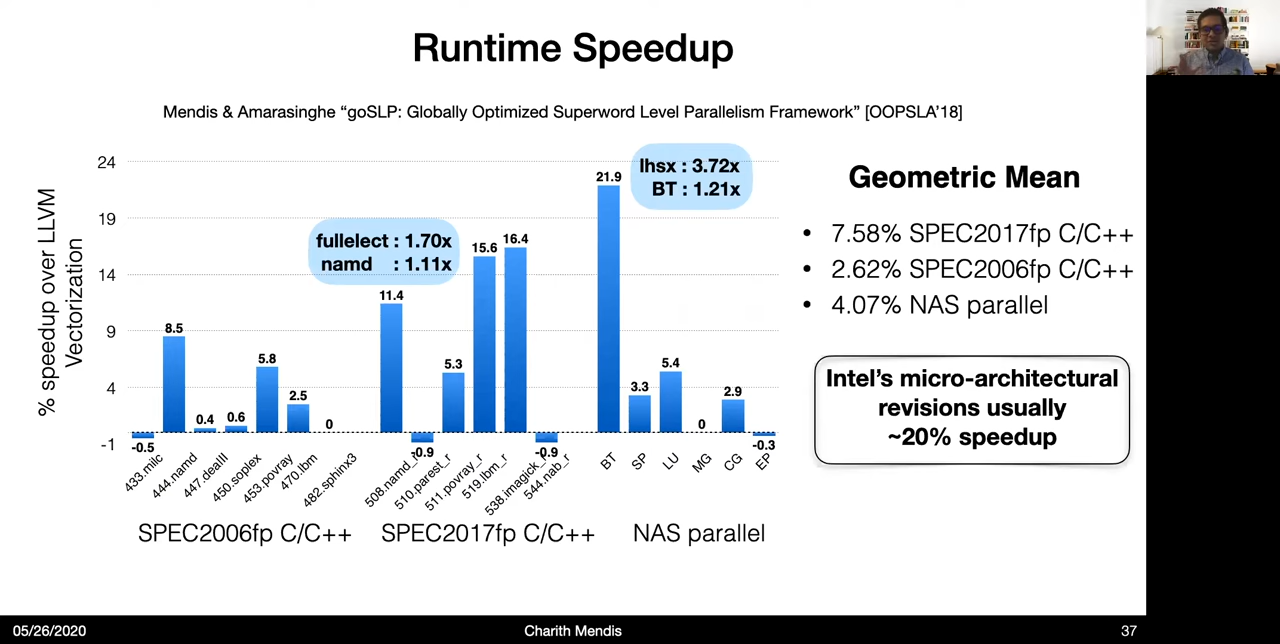 Runtime Speedup
Mendis & Amarasinghe “goSLP: Globally Optimized Superword Level Parallelism Framework” [OOPSLA’18]
% speedup over LLVM
Vectorization
24
19
14
9
4
-1
-0.5
8.5
0.4
0.6
5.8
2.5
0
11.4
-0.9
5.3
15.6
16.4
-0.9
21.9
3.3
5.4
0
2.9
-0.3
fullelect : 1.70x
namd : 1.11x
lhsx : 3.72x
BT : 1.21x
433.milc
444.namd
447.dealII
450.soplex
453.povray
470.lbm
482.sphinx3
508.namd_r
510.parest_r
511.povray_r
519.lbm_r
538.imagick_r
544.nab_r
BT
SP
LU
MG
CG
EP
SPEC2006fp C/C++
SPEC2017fp C/C++
NAS parallel
Geometric Mean
• 7.58% SPEC2017fp C/C++
• 2.62% SPEC2006fp C/C++
• 4.07% NAS parallel
Intel’s micro-architectural
revisions usually
~20% speedup
05/26/2020
Charith Mendis
37